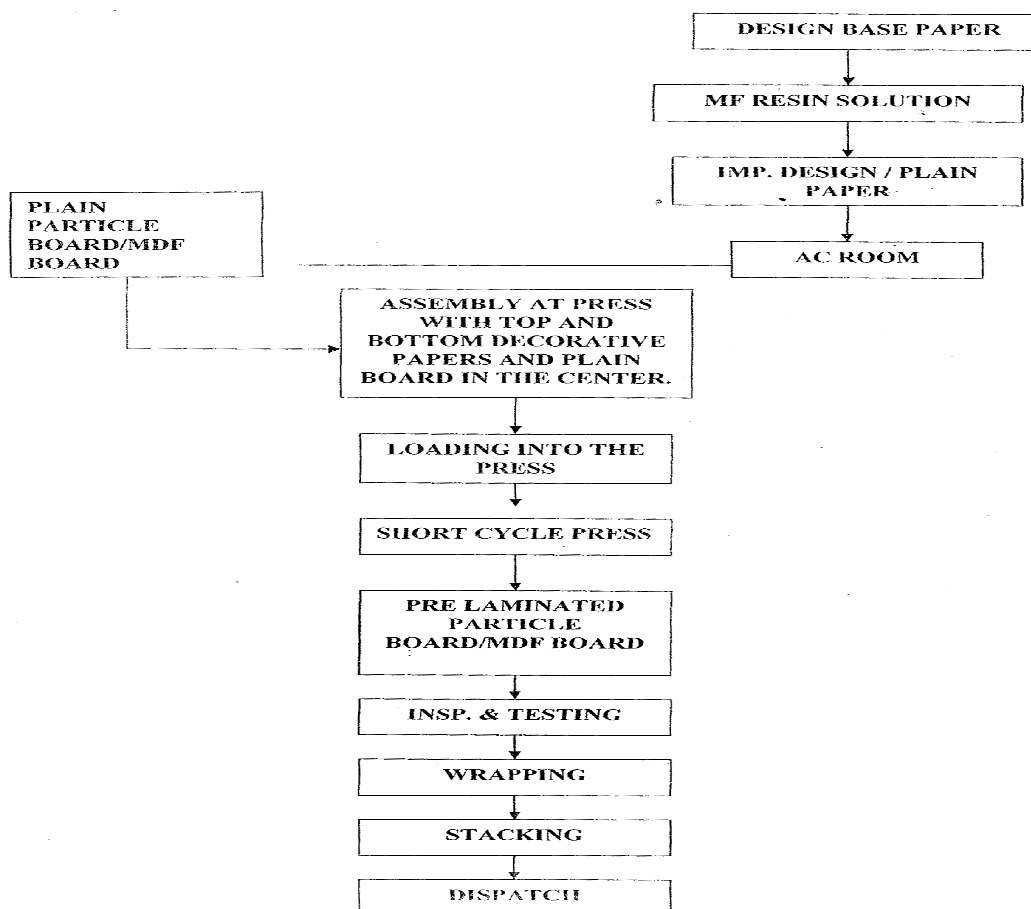 DESIGN BASE PAPER
MF RESIN SOLUTION
IMP. DESIGN / PLAIN
PAPER
AC ROOM
PLAIN
PARTICLE
BOARD/MDF
BOARD
ASSEMBLY AT PRESS
WITH TOP AND
BOTTOM DECORATIVE
PAPERS AND PLAIN
BOARD IN THE CENTER.
LOADING INTO THE
PRESS
SHORT CYCLE PRESS
PRE LAMINATED
PARTICLE
BOARD/MDF BOARD
INSP. & TESTING
WRAPPING
STACKING
DISPATCH